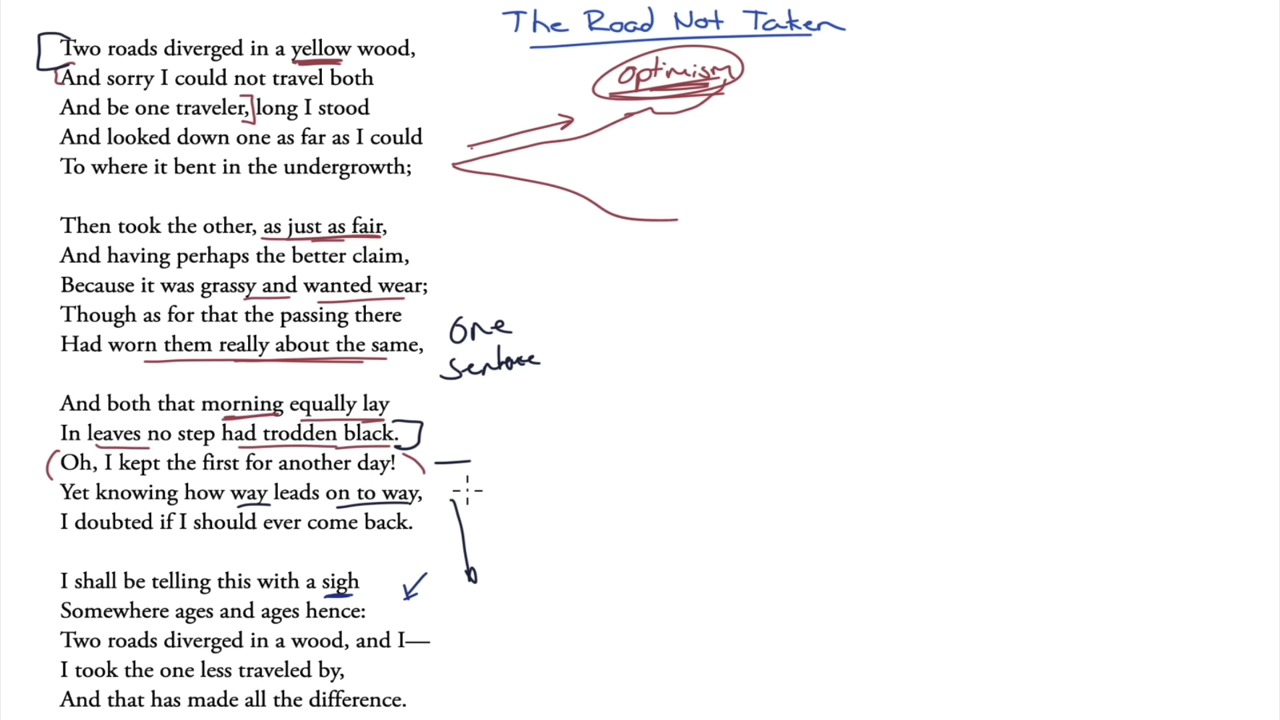 The Road Not Taken
optimism
Two roads diverged in a yellow wood,
And sorry I could not travel both
And be one traveler, long I stood
And looked down one as far as I could
To where it bent in the undergrowth;
Then took the other, as just as fair,
And having perhaps the better claim,
Because it was grassy and wanted wear;
Though as for that the passing there
Had worn them really about the same,
One
And both that morning equally lay
In leaves no step had trodden black.
Oh, I kept the first for another day!
Yet knowing how way leads on to way,
I doubted if I should ever come back.
I shall be telling this with a sigh
Somewhere ages and ages hence:
Two roads diverged in a wood, and I—
I took the one less traveled by,
And that has made all the difference.